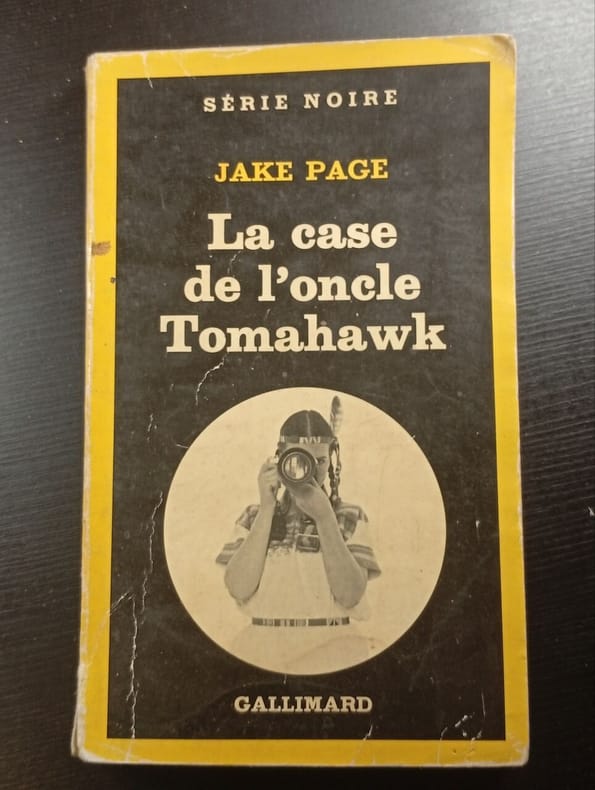 SÉRIE NOIRE
JAKE PAGE
La case
de l'oncle
Tomahawk
GALLIMARD